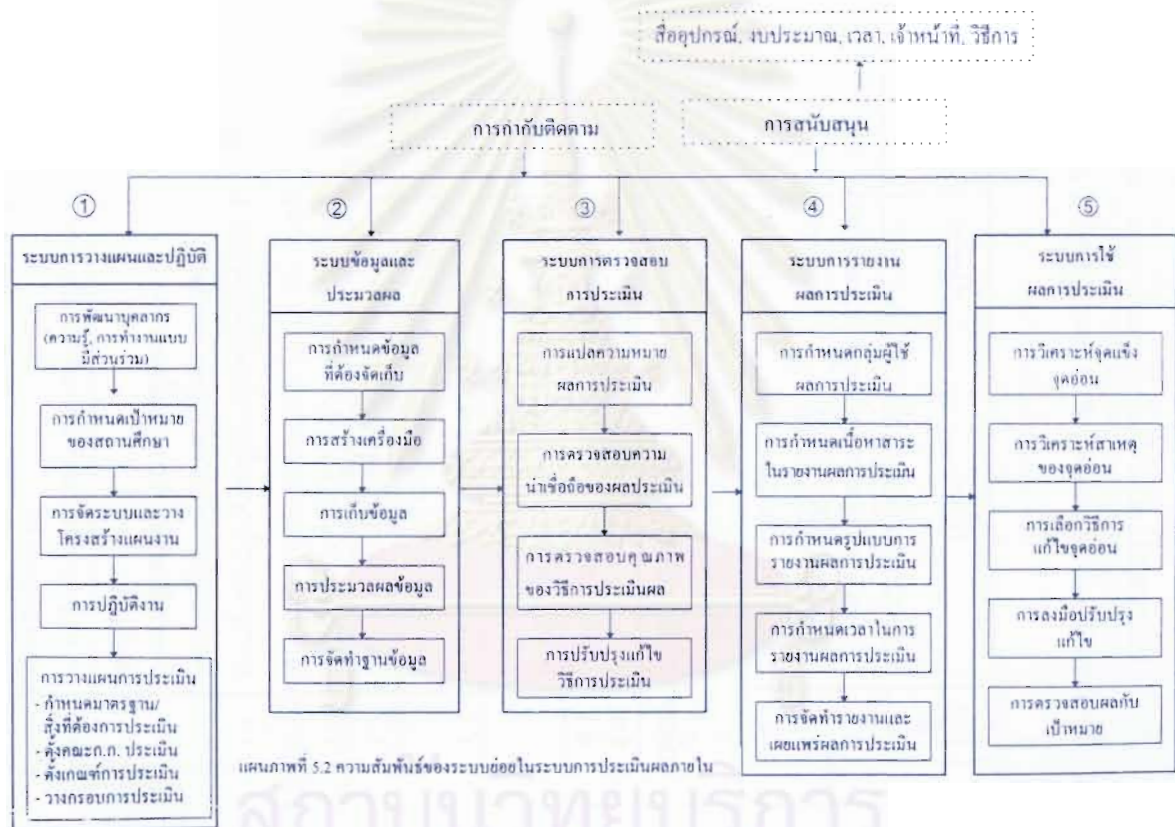 สื่ออุปกรณ์, งบประมาณ, เวลา, เจ้าหน้าที่, วิธีการ
การกำกับติดตาม
การสนับสนุน
①
ระบบการวางแผนและปฏิบัติ
การพัฒนาบุคลากร
(ความรู้, การทำงานแบบ
มีส่วนร่วม)
การกำหนดเป้าหมาย
ของสถานศึกษา
การจัดระบบและวาง
โครงสร้างแผนงาน
การปฏิบัติงาน
การวางแผนการประเมิน
- กำหนดมาตรฐาน/
สิ่งที่ต้องการประเมิน
- ตั้งคณะก.ก. ประเมิน
- ตั้งเกณฑ์การประเมิน
- วางกรอบการประเมิน
②
ระบบข้อมูลและ
ประมวลผล
การกำหนดข้อมูล
ที่ต้องจัดเก็บ
การสร้างเครื่องมือ
การเก็บข้อมูล
การประมวลผลข้อมูล
การจัดทำฐานข้อมูล
③
ระบบการตรวจสอบ
การประเมิน
การแปลความหมาย
ผลการประเมิน
การตรวจสอบความ
น่าเชื่อถือของผลประเมิน
การตรวจสอบคุณภาพ
ของวิธีการประเมินผล
การปรับปรุงแก้ไข
วิธีการประเมิน
④
ระบบการรายงาน
ผลการประเมิน
การกำหนดกลุ่มผู้ใช้
ผลการประเมิน
การกำหนดเนื้อหาสาระ
ในรายงานผลการประเมิน
การกำหนดรูปแบบการ
รายงานผลการประเมิน
การกำหนดเวลาในการ
รายงานผลการประเมิน
การจัดทำรายงานและ
เผยแพร่ผลการประเมิน
⑤
ระบบการใช้
ผลการประเมิน
การวิเคราะห์จุดแข็ง
จุดอ่อน
การวิเคราะห์สาเหตุ
ของจุดอ่อน
การเลือกวิธีการ
แก้ไขจุดอ่อน
การลงมือปรับปรุง
แก้ไข
การตรวจสอบผลกับ
เป้าหมาย
แผนภาพที่ 5.2 ความสัมพันธ์ของระบบย่อยในระบบการประเมินผลภายใน
สถาบันวิทยบริการ